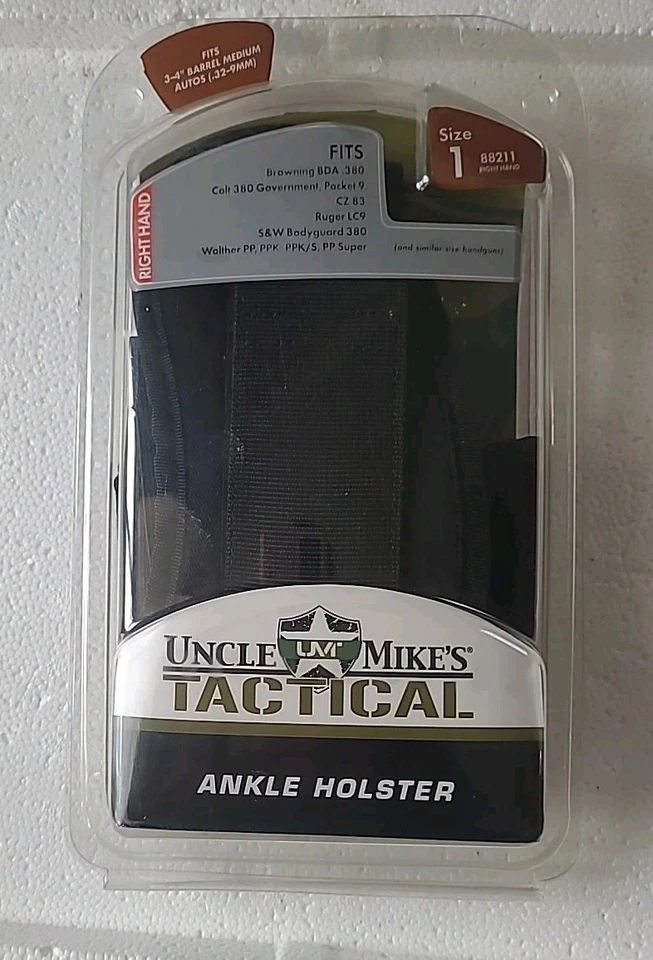 FITS
3-4" BARREL MEDIUM
AUTOS (.32-9MM)
Size
1 88211
RIGHT HAND
RIGHT HAND
FITS
Browning BDA .380
Colt 380 Government, Pocket 9
CZ 83
Ruger LC9
S&W Bodyguard 380
Walther PP, PPK PPK/S, PP Super (and similar size handguns)
UNCLE UM MIKE'S®
TACTICAL
ANKLE HOLSTER